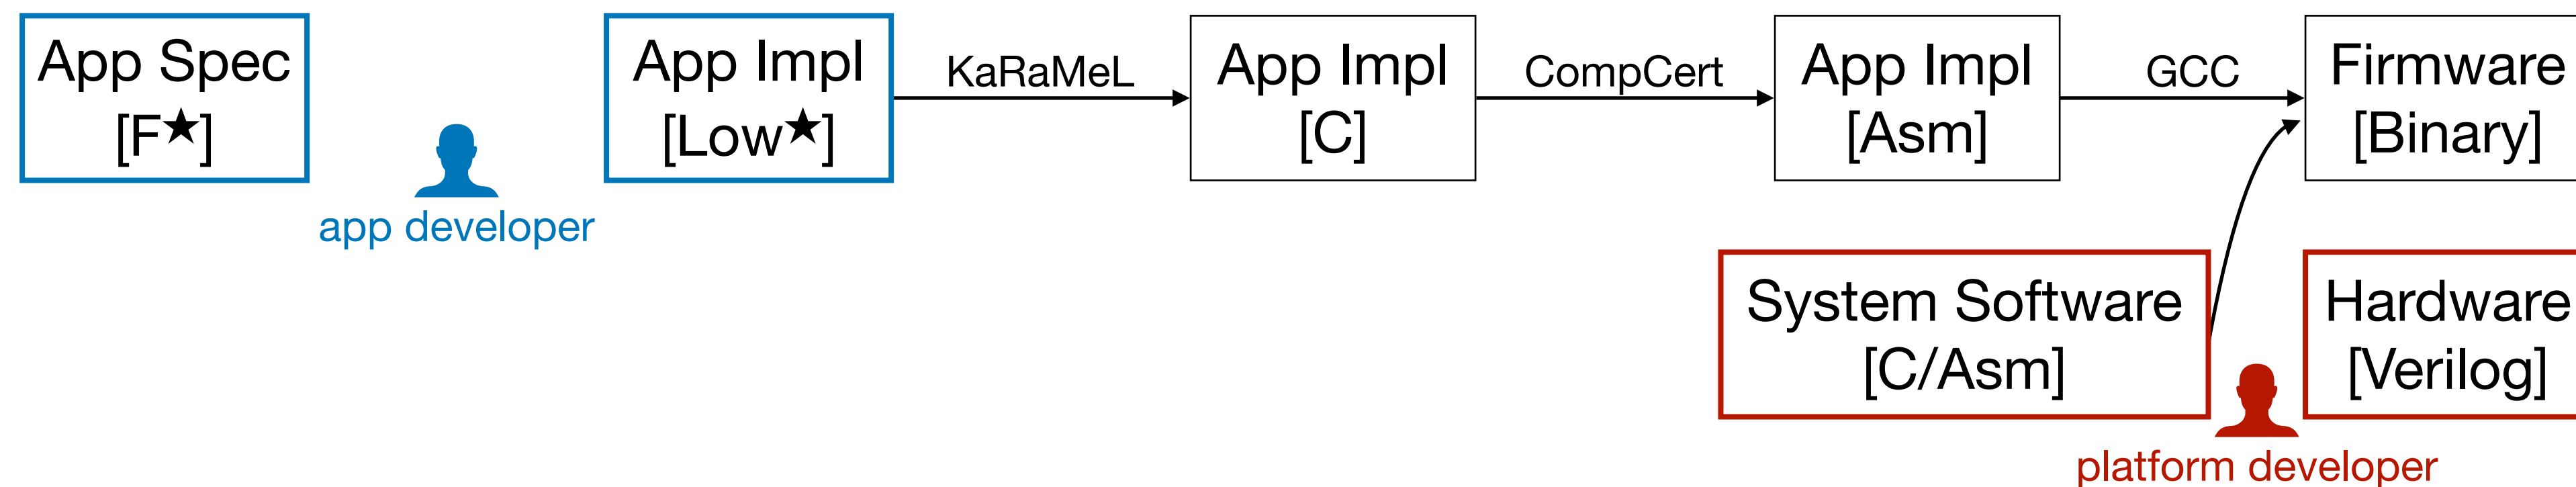 App Spec
[F★]
app developer
App Impl
[Low★]
KaRaMeL
App Impl
[C]
CompCert
App Impl
[Asm]
GCC
Firmware
[Binary]
System Software
[C/Asm]
Hardware
[Verilog]
platform developer